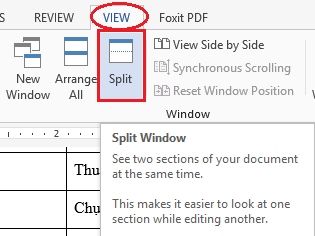 S REVIEW VIEW Foxit PDF
New Window
Arrange All
Split
View Side by Side
Synchronous Scrolling
Reset Window Position
Window
2
Split Window
See two sections of your document
at the same time.
This makes it easier to look at one
section while editing another.